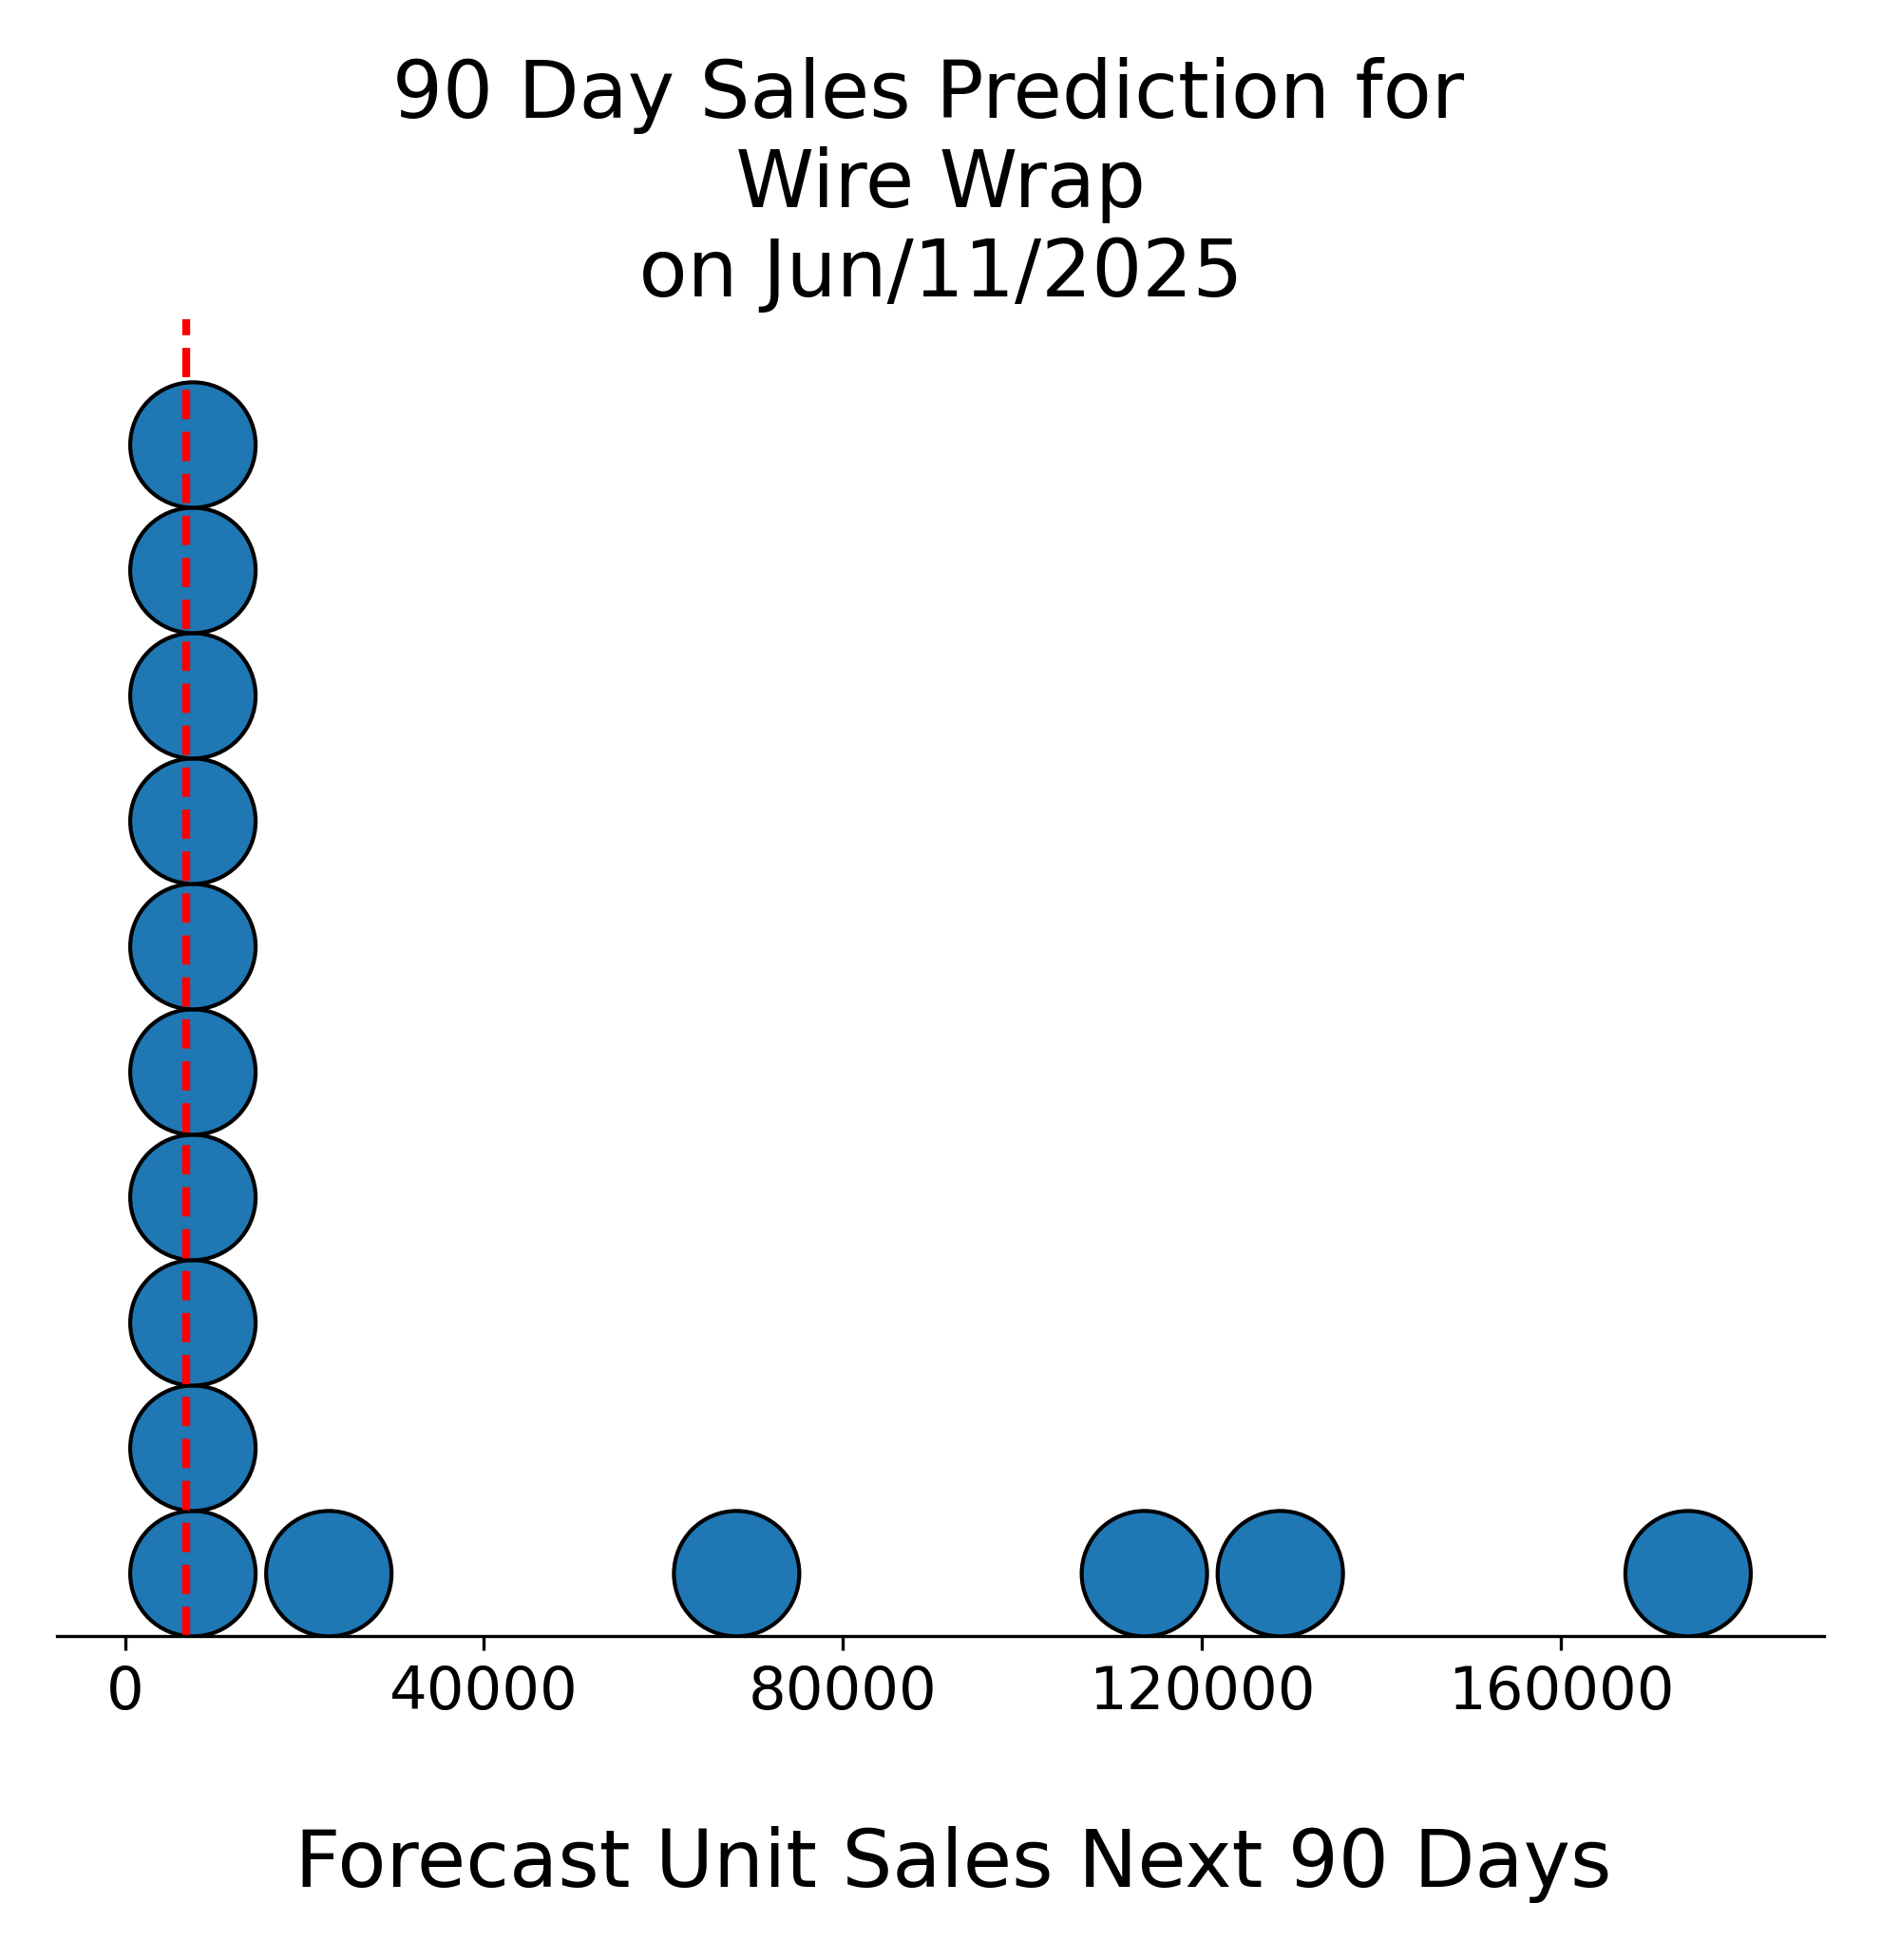 90 Day Sales Prediction for
Wire Wrap
on Jun/11/2025
0 40000 80000 120000 160000
Forecast Unit Sales Next 90 Days